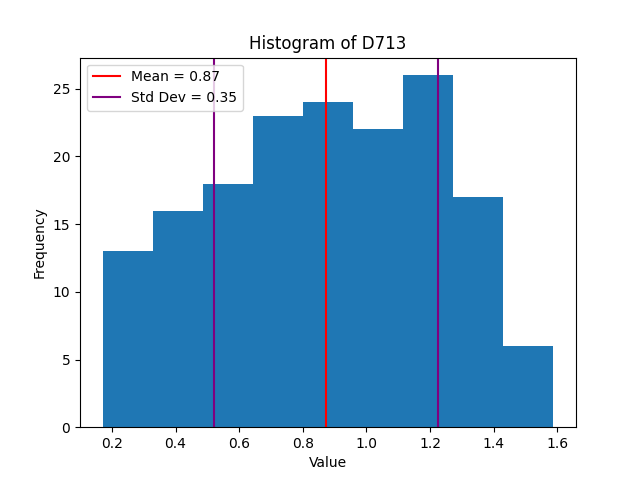 Histogram of D713
Mean = 0.87
Std Dev = 0.35
Frequency
25
20
15
10
5
0
0.2 0.4 0.6 0.8 1.0 1.2 1.4 1.6
Value